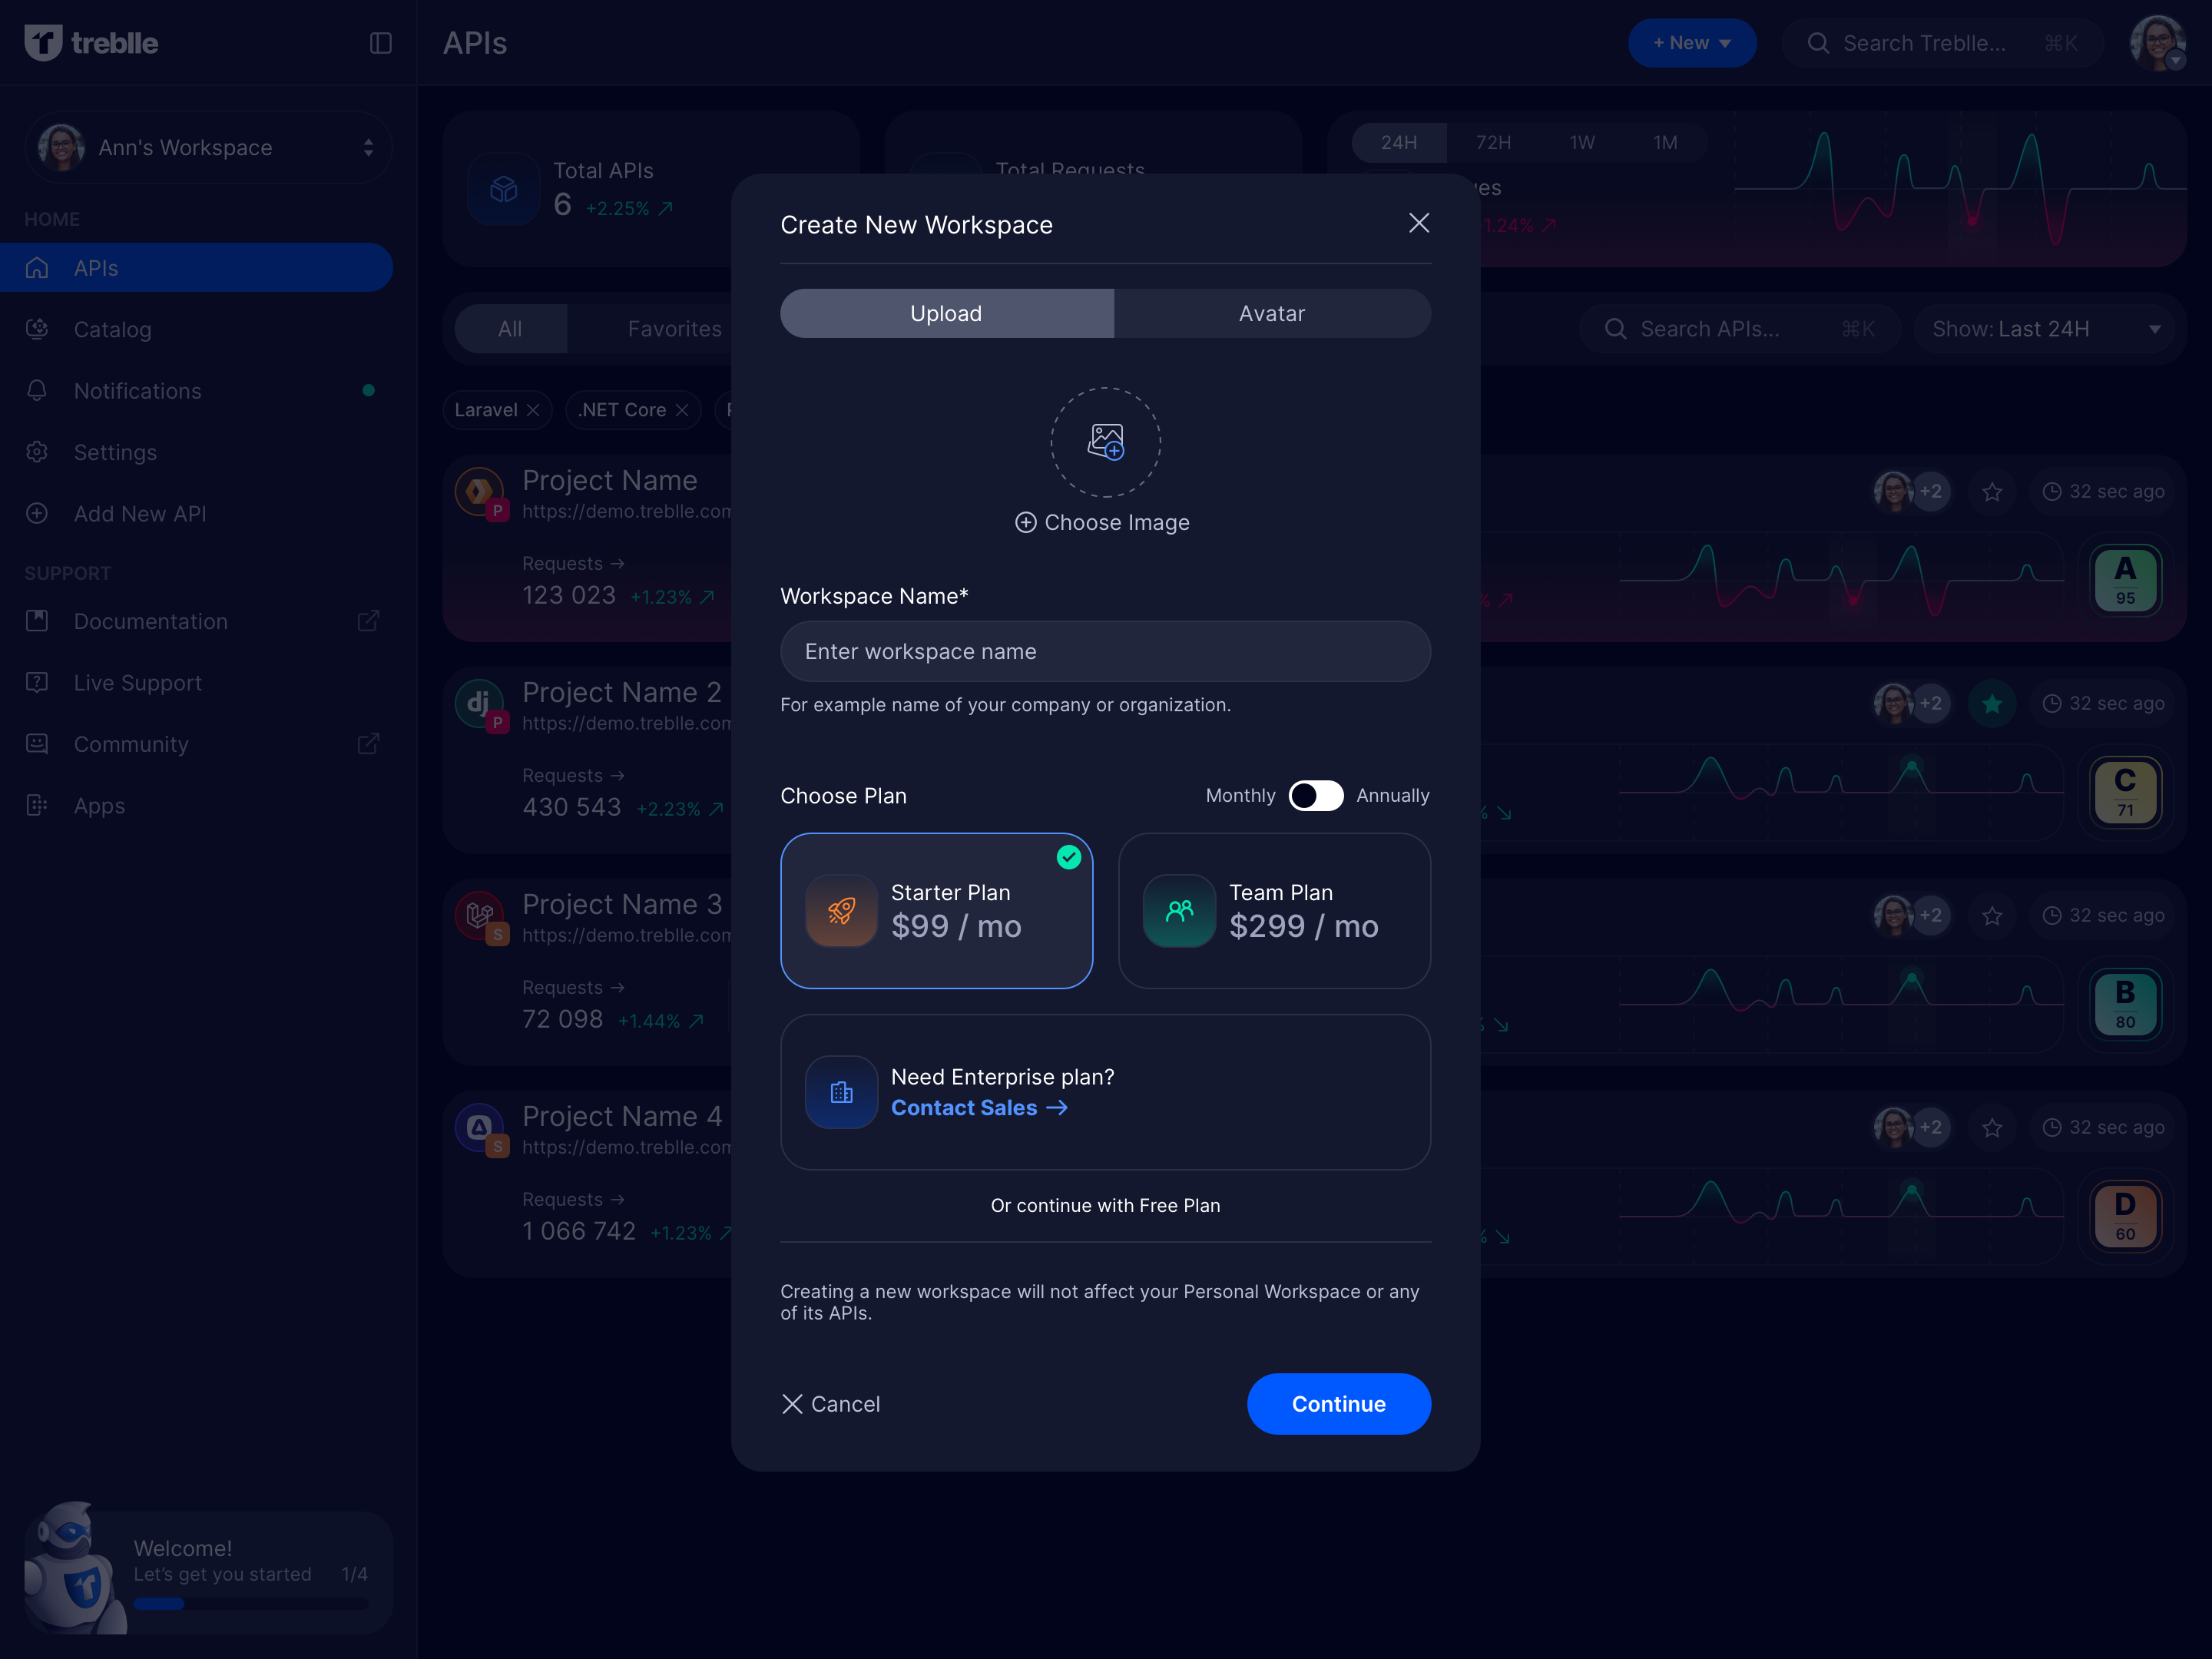 treblle
APIs
+ New
Search Treblle...
⌘K
Ann's Workspace
HOME
APIs
Catalog
Notifications
Settings
Add New API
SUPPORT
Documentation
Live Support
Community
Apps
Welcome!
Let's get you started
1/4
Total APIs
6 +2.25%
Total Requests
24H
72H
1W
1M
1.24%
All
Favorites
Search APIs...
⌘K
Show: Last 24H
Laravel
.NET Core
Project Name
P
https://demo.treblle.com
Requests →
123 023 +1.23%
+2
32 sec ago
A
95
Project Name 2
dj
P
https://demo.treblle.com
Requests →
430 543 +2.23%
+2
32 sec ago
C
71
Project Name 3
S
https://demo.treblle.com
Requests →
72 098 +1.44%
+2
32 sec ago
B
80
Project Name 4
S
https://demo.treblle.com
Requests →
1 066 742 +1.23%
+2
32 sec ago
D
60
Create New Workspace
Upload
Avatar
Choose Image
Workspace Name*
Enter workspace name
For example name of your company or organization.
Choose Plan
Monthly
Annually
Starter Plan
$99 / mo
Team Plan
$299 / mo
Need Enterprise plan?
Contact Sales →
Or continue with Free Plan
Creating a new workspace will not affect your Personal Workspace or any
of its APIs.
Cancel
Continue